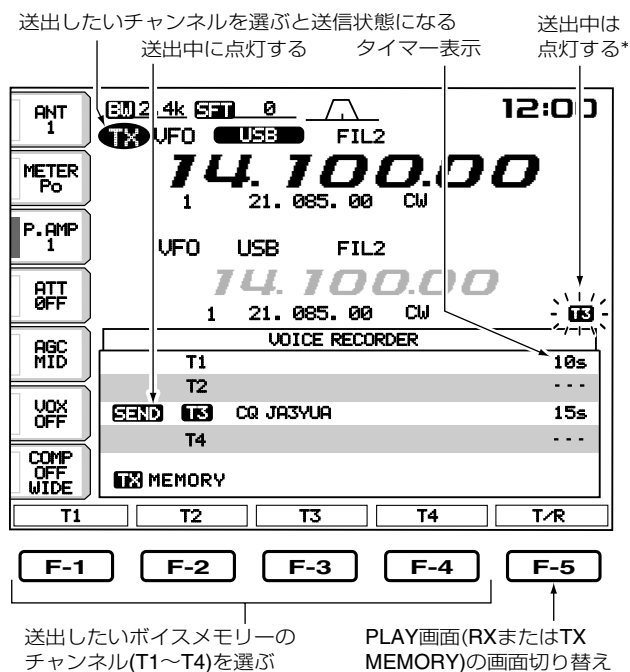 送出したいチャンネルを選ぶと送信状態になる
送出中は
点灯する*
送出中に点灯する
タイマー表示
ANT
1
BW 2.4k SFT 0
12:00
TX VFO USB FIL2
METER
Po
14.100.00
1 21.085.00 CW
P.AMP
1
VFO USB FIL2
ATT
OFF
14.100.00
1 21.085.00 CW
T3
AGC
MID
VOICE RECORDER
T1 10s
T2 ---
VOX
OFF
SEND T3 CQ JA3YUA 15s
T4 ---
COMP
OFF
WIDE
TX MEMORY
T1 T2 T3 T4 T/R
F-1 F-2 F-3 F-4 F-5
送出したいボイスメモリーの
チャンネル(T1~T4)を選ぶ
PLAY画面(RXまたはTX
MEMORY)の画面切り替え